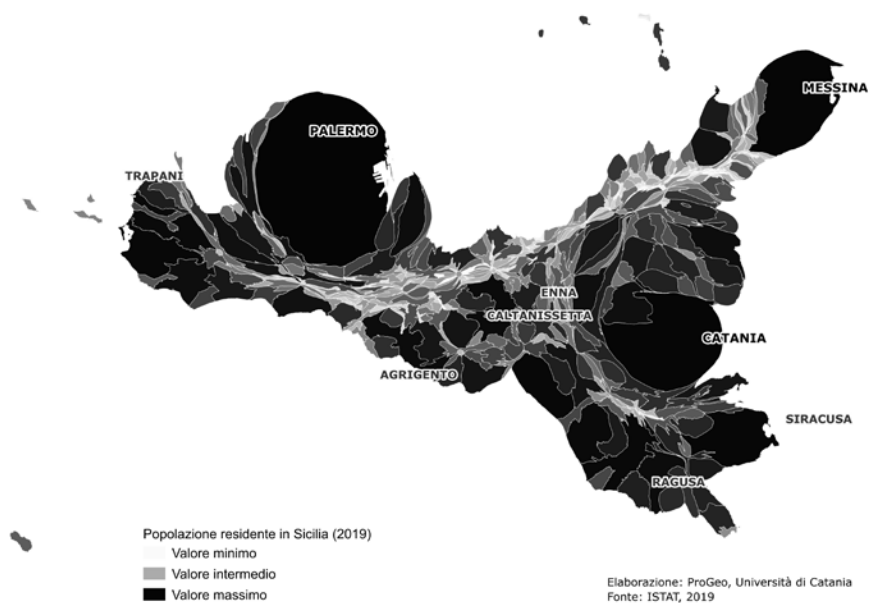 MESSINA
PALERMO
TRAPANI
ENNA
CALTANISSETTA
CATANIA
AGRIGENTO
SIRACUSA
RAGUSA
Popolazione residente in Sicilia (2019)
Valore minimo
Valore intermedio
Valore massimo
Elaborazione: ProGeo, Università di Catania
Fonte: ISTAT, 2019